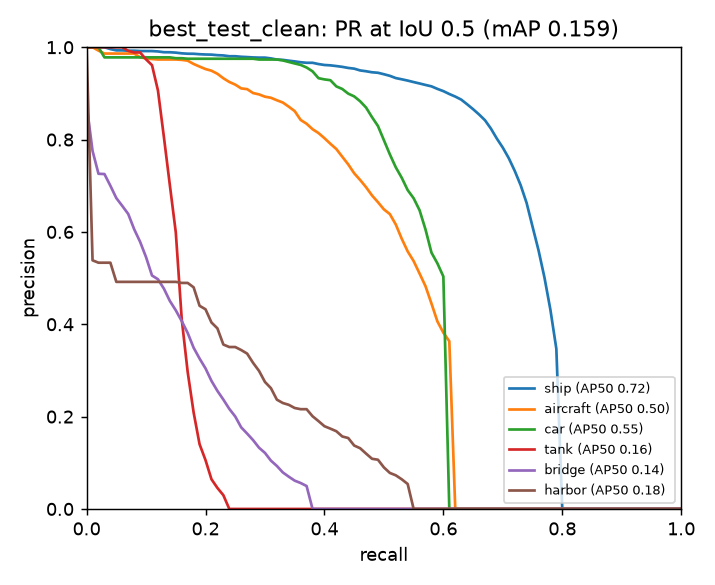 best_test_clean: PR at IoU 0.5 (mAP 0.159)
1.0
0.8
0.6
0.4
0.2
0.0
precision
ship (AP50 0.72)
aircraft (AP50 0.50)
car (AP50 0.55)
tank (AP50 0.16)
bridge (AP50 0.14)
harbor (AP50 0.18)
0.0 0.2 0.4 0.6 0.8 1.0
recall